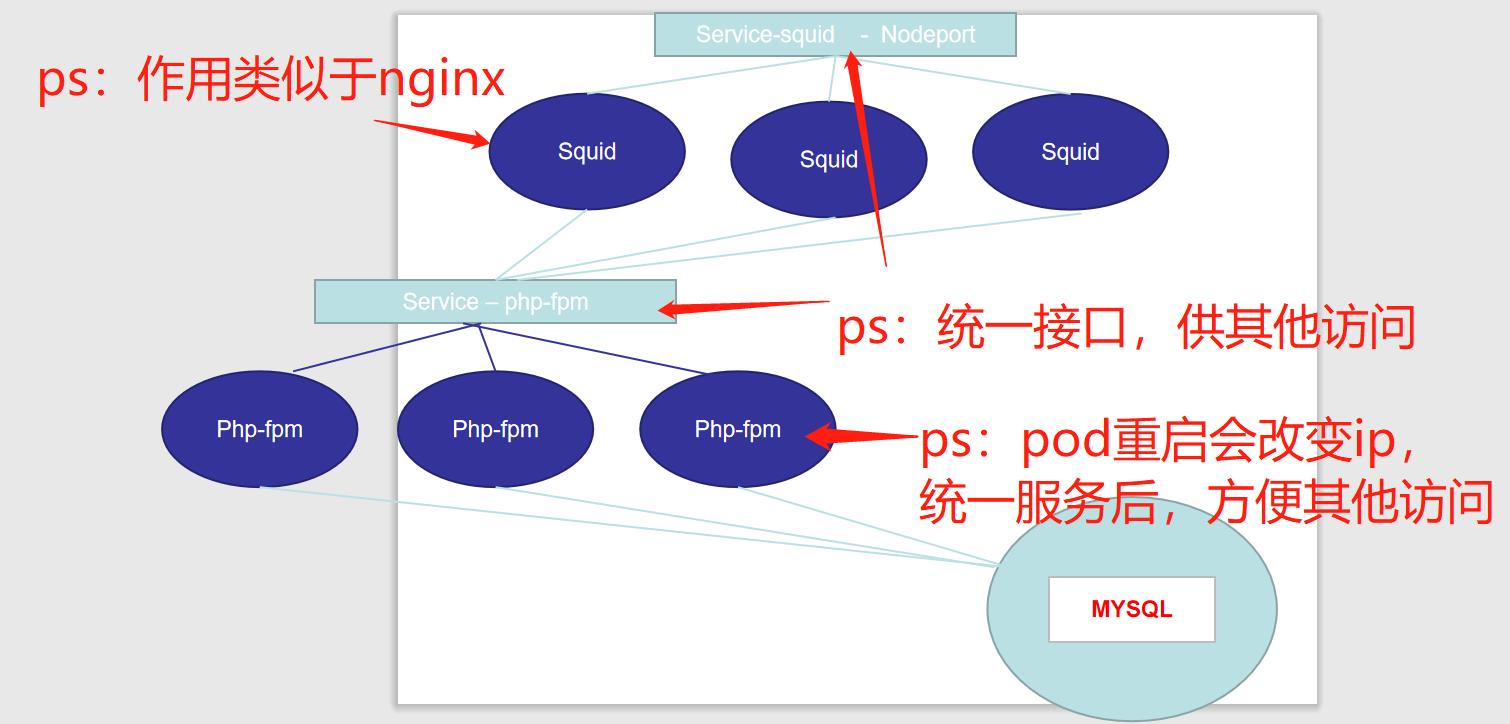 Service-squid - Nodeport
ps：作用类似于nginx
Squid
Squid
Squid
Service – php-fpm
ps：统一接口，供其他访问
Php-fpm
Php-fpm
Php-fpm
ps：pod重启会改变ip，
统一服务后，方便其他访问
MYSQL